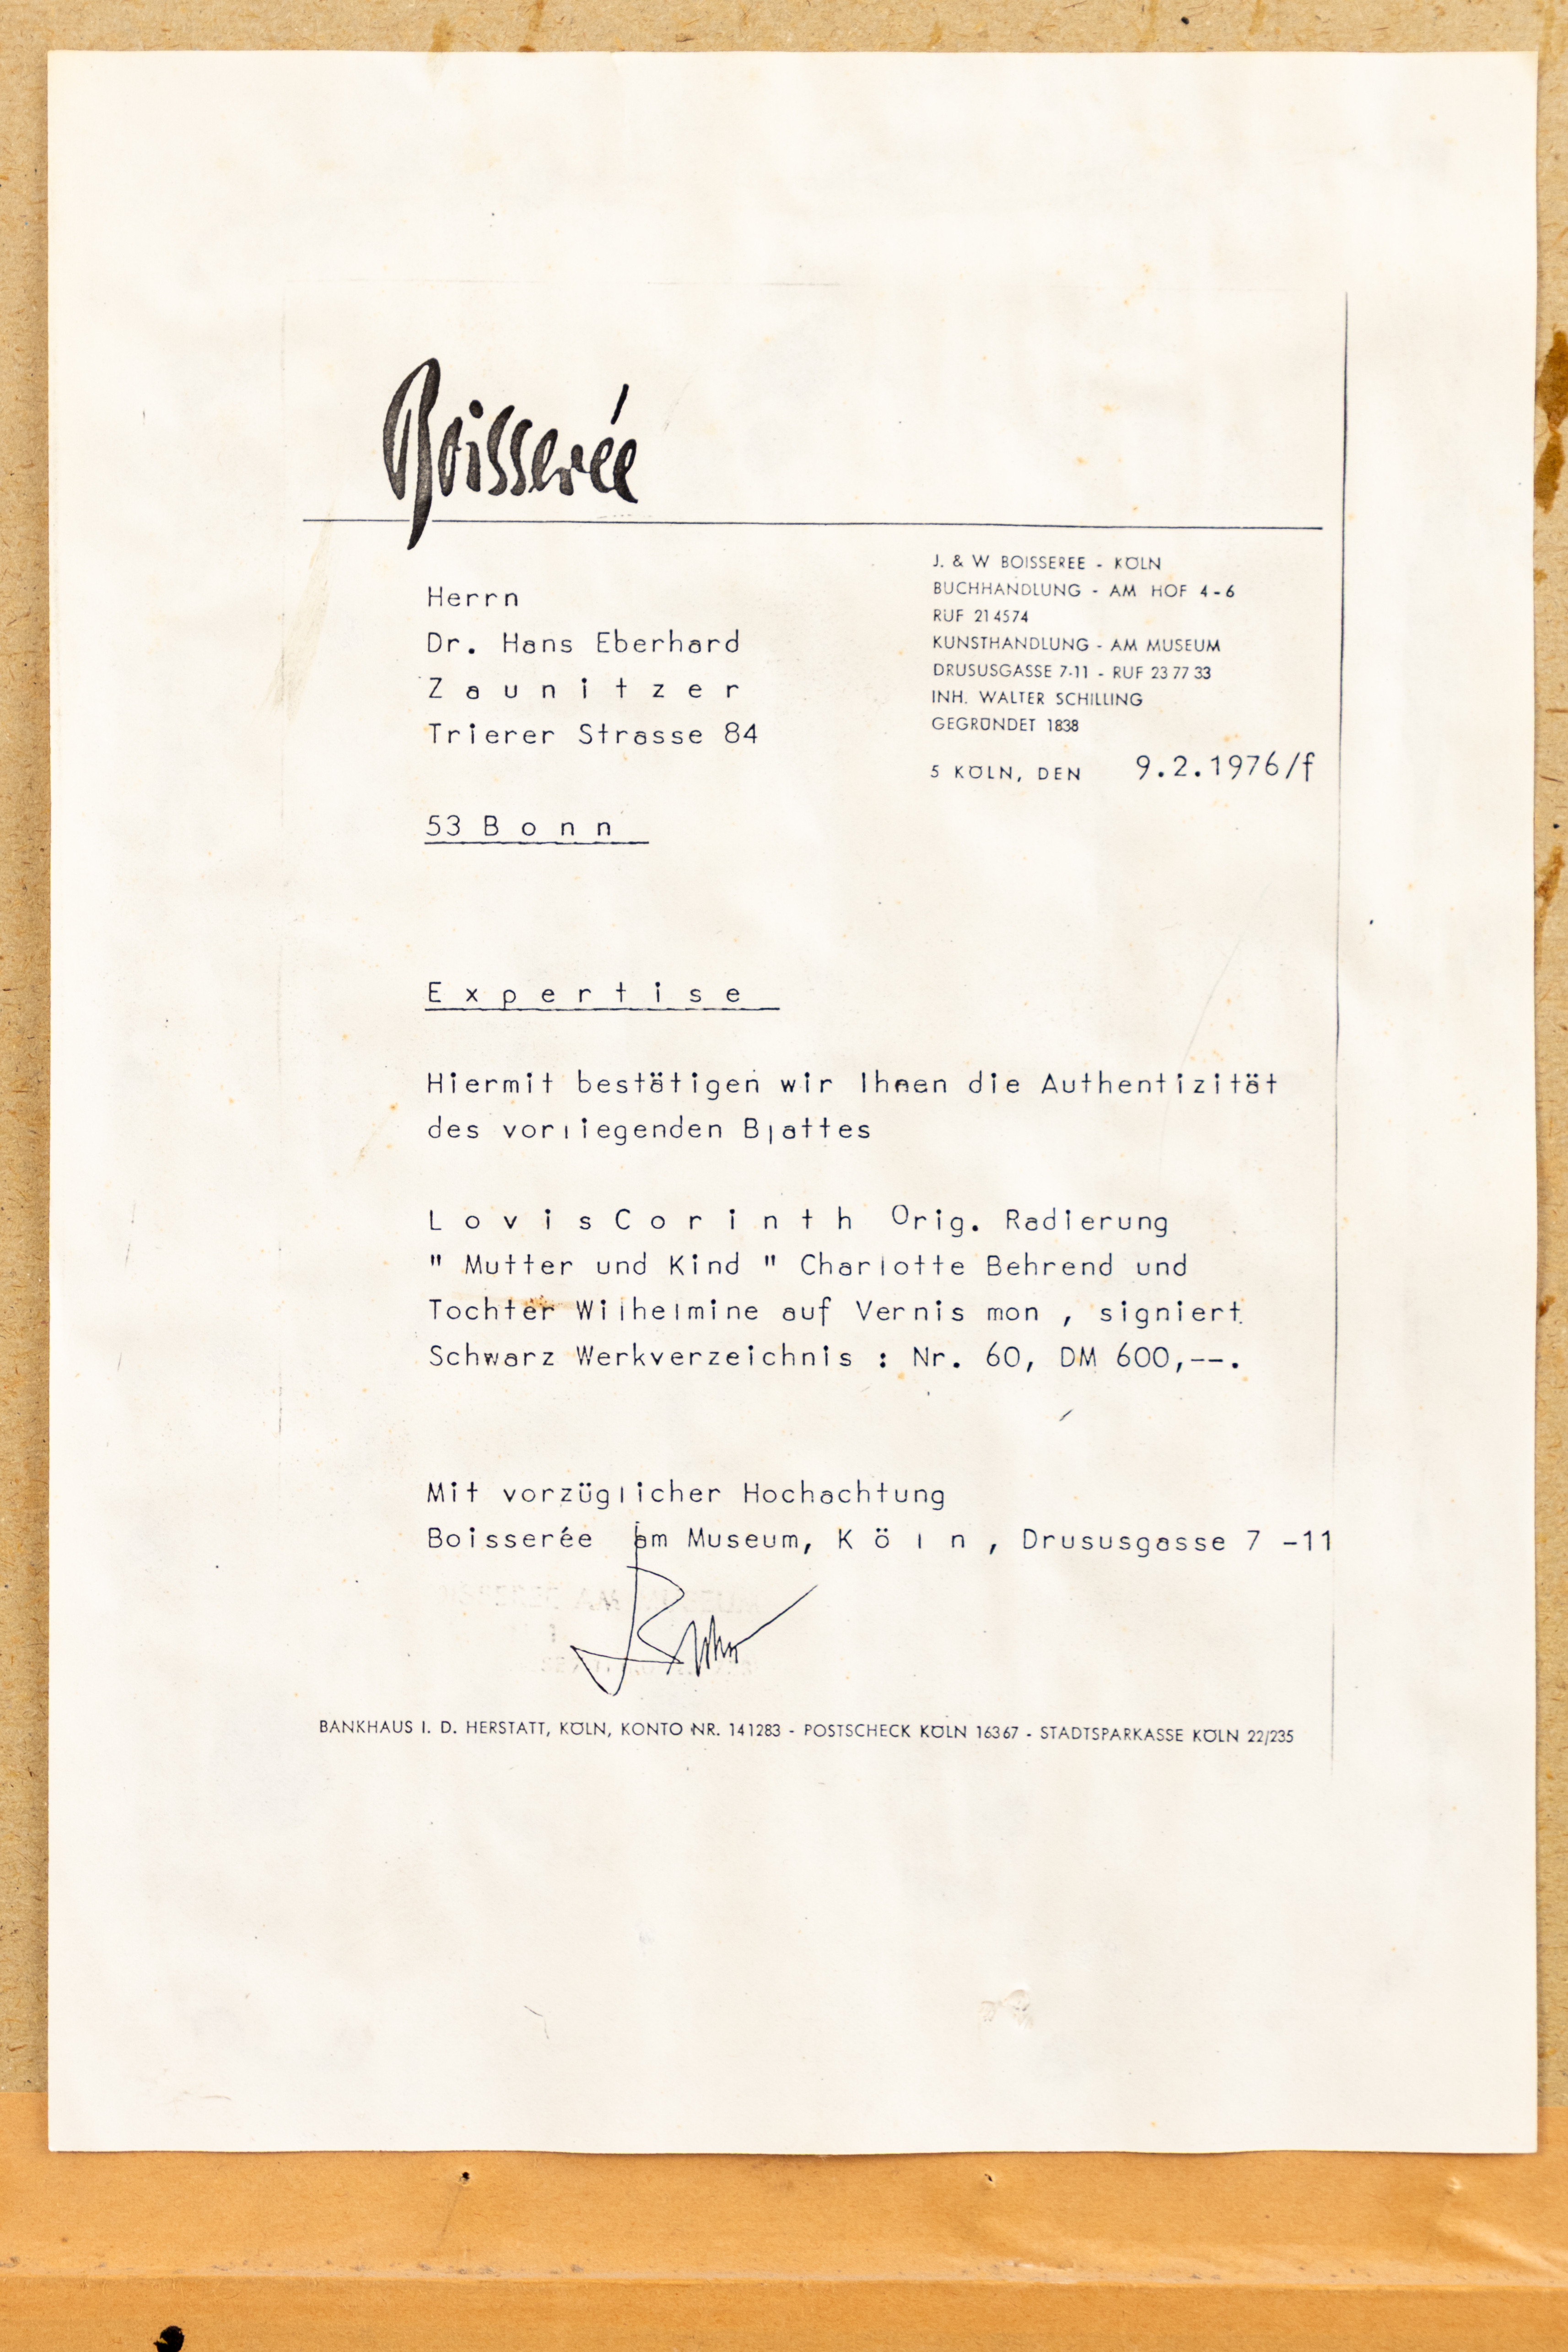 Boisserée
J. & W BOISSEREE - KÖLN
BUCHHANDLUNG - AM HOF 4-6
RUF 214574
KUNSTHANDLUNG - AM MUSEUM
DRUSUSGASSE 7-11 - RUF 23 77 33
INH. WALTER SCHILLING
GEGRÜNDET 1838
5 KÖLN, DEN 9.2.1976/f
Herrn
Dr. Hans Eberhard
Z a u n i t z e r
Trierer Strasse 84
53 B o n n
E x p e r t i s e
Hiermit bestätigen wir Ihnen die Authentizität
des vorliegenden Blattes
L o v i s C o r i n t h Orig. Radierung
" Mutter und Kind " Charlotte Behrend und
Tochter Wilhelmine auf Vernis mon , signiert
Schwarz Werkverzeichnis : Nr. 60, DM 600,--.
Mit vorzüglicher Hochachtung
Boisserée am Museum, K ö l n , Drususgasse 7 -11
BANKHAUS I. D. HERSTATT, KÖLN, KONTO NR. 141283 - POSTSCHECK KÖLN 16367 - STADTSPARKASSE KÖLN 22/235